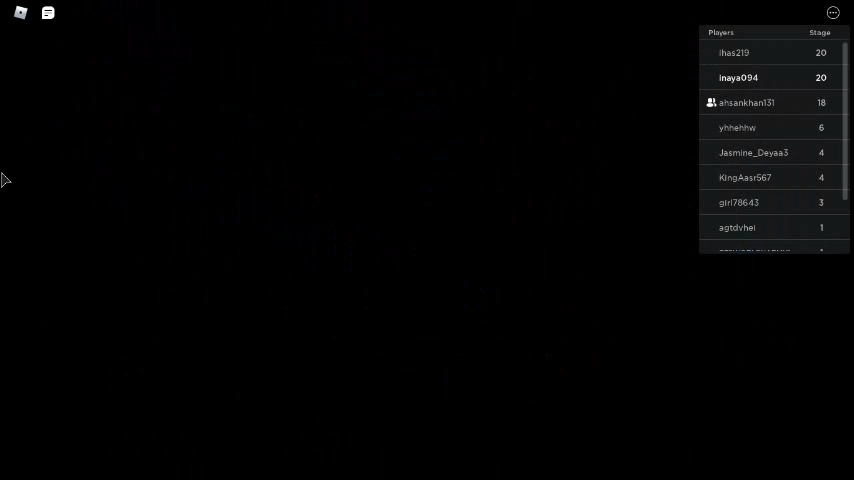 Players Stage
ihas219 20
inaya094 20
ahsankhan131 18
yhhehhw 6
Jasmine_Deyaa3 4
KingAasr567 4
girl78643 3
agtdvhei 1